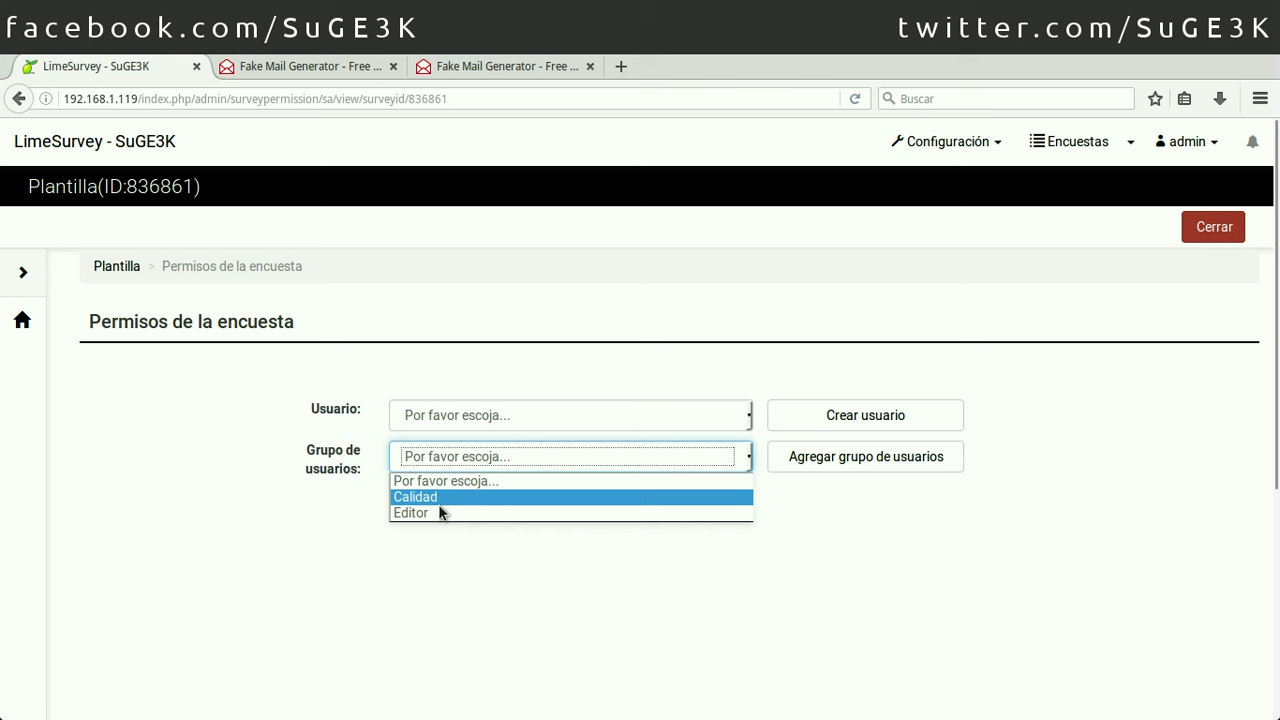 facebook.com/SuGE3K
twitter.com/SuGE3K
LimeSurvey - SuGE3K
Fake Mail Generator - Free ...
Fake Mail Generator - Free ...
192.168.1.119/index.php/admin/surveypermission/sa/view/surveyid/836861
Buscar
LimeSurvey - SuGE3K
Configuración
Encuestas
admin
Plantilla(ID:836861)
Cerrar
Plantilla > Permisos de la encuesta
Permisos de la encuesta
Usuario:
Por favor escoja...
Crear usuario
Grupo de
usuarios:
Por favor escoja...
Agregar grupo de usuarios
Por favor escoja...
Calidad
Editor